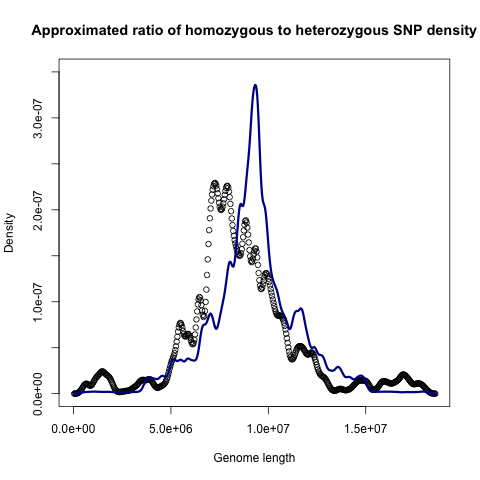 Approximated ratio of homozygous to heterozygous SNP density
Density
3.0e-07
2.0e-07
1.0e-07
0.0e+00
0.0e+00 5.0e+06 1.0e+07 1.5e+07
Genome length